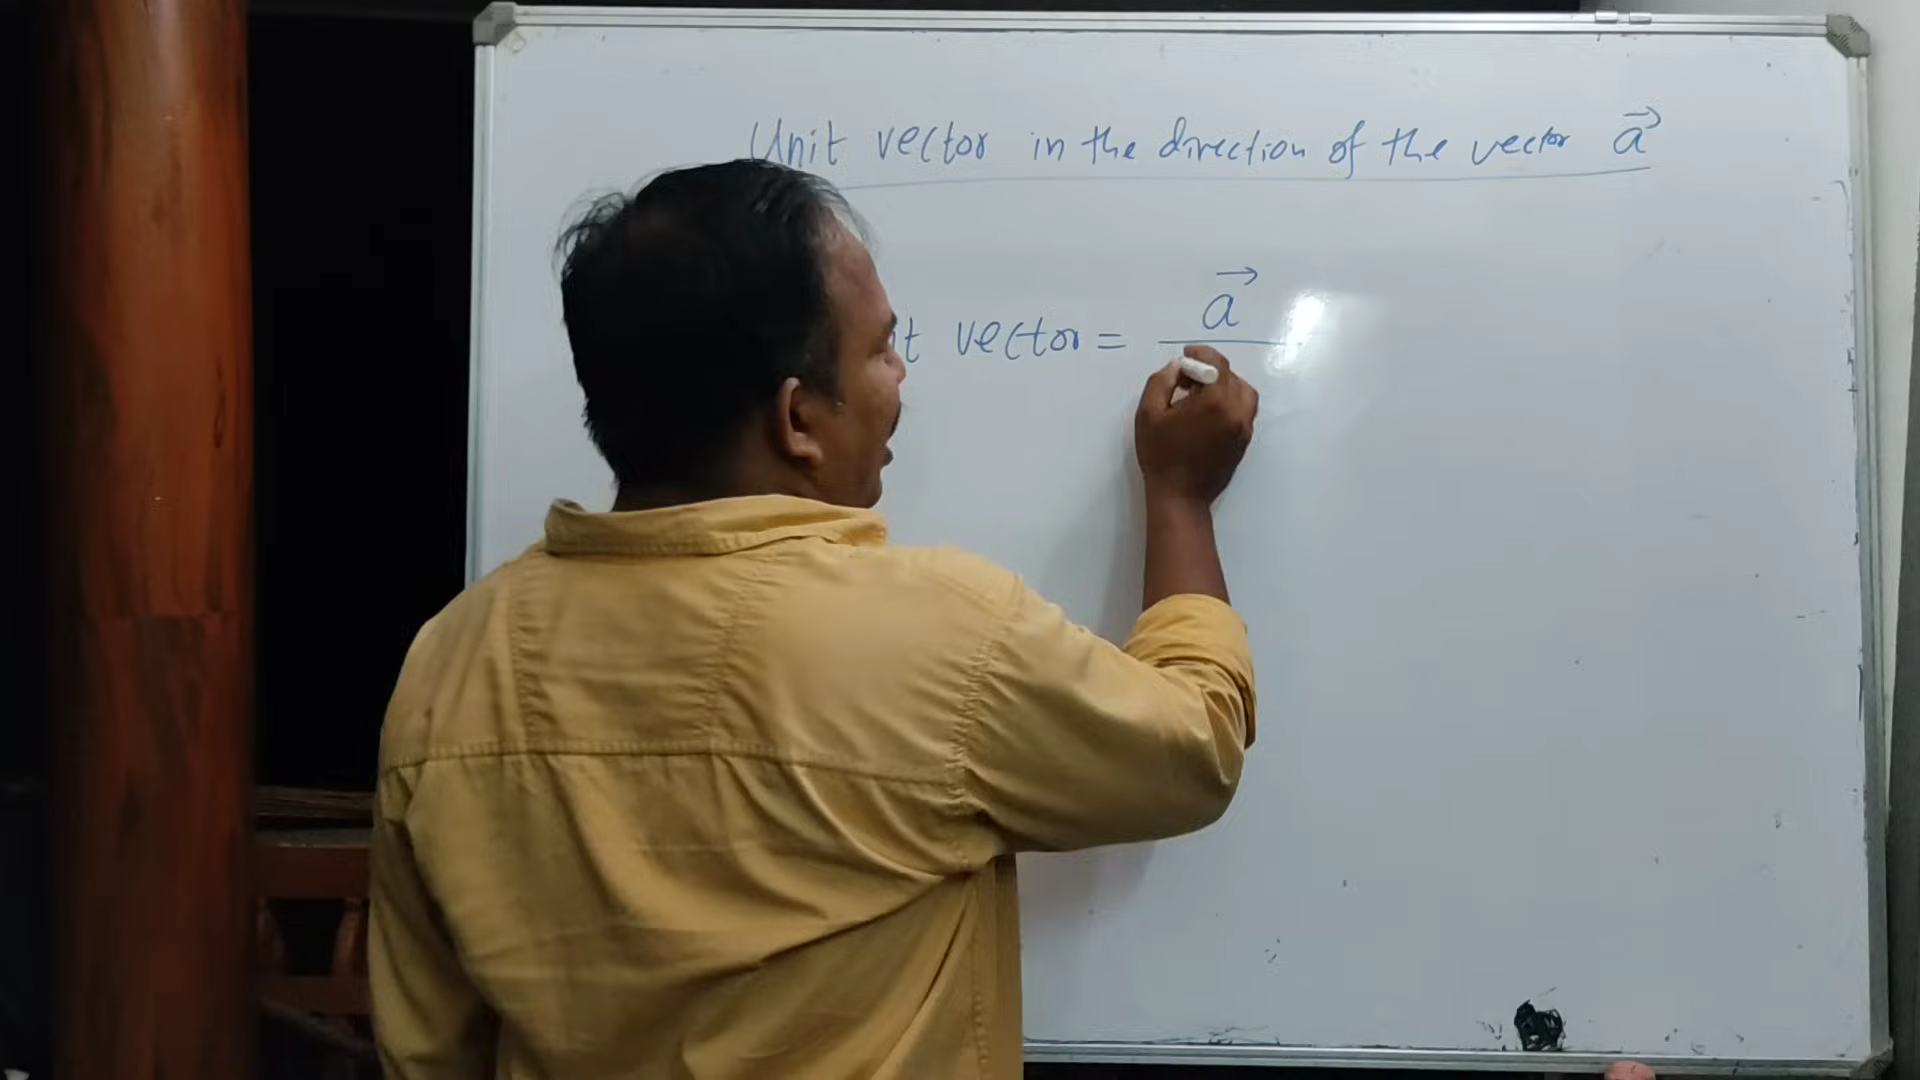 Unit vector in the direction of the vector a⃗
vector = a⃗